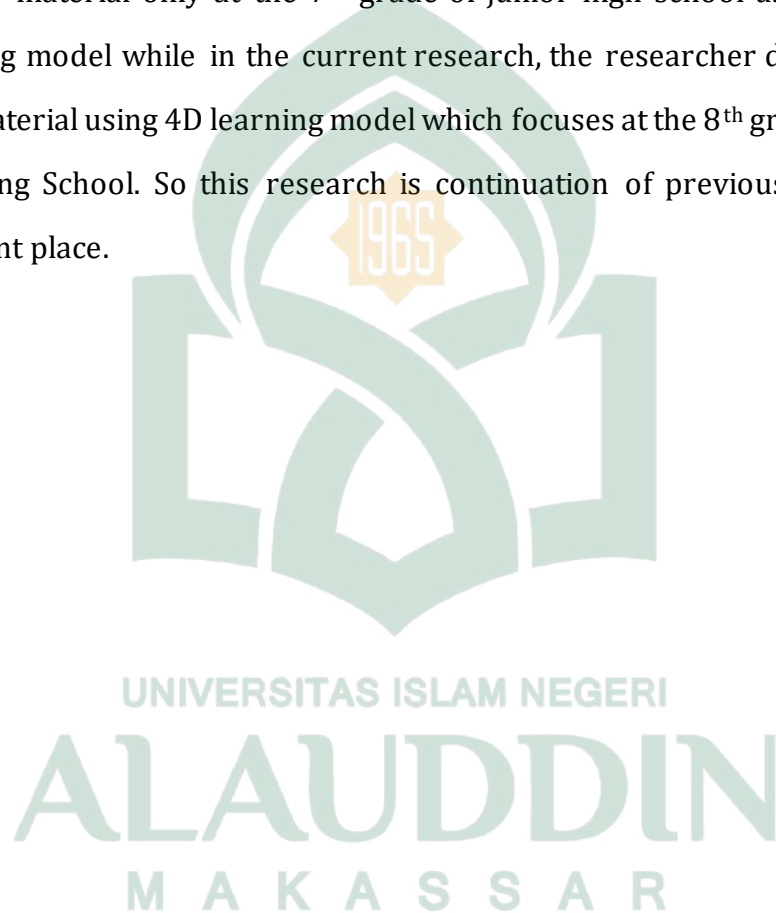 material only at the 7th grade of junior high school
g model while in the current research, the researcher
aterial using 4D learning model which focuses at the 8th
ng School. So this research is continuation of previous
nt place.
1965
UNIVERSITAS ISLAM NEGERI
ALAUDDIN
MAKASSAR